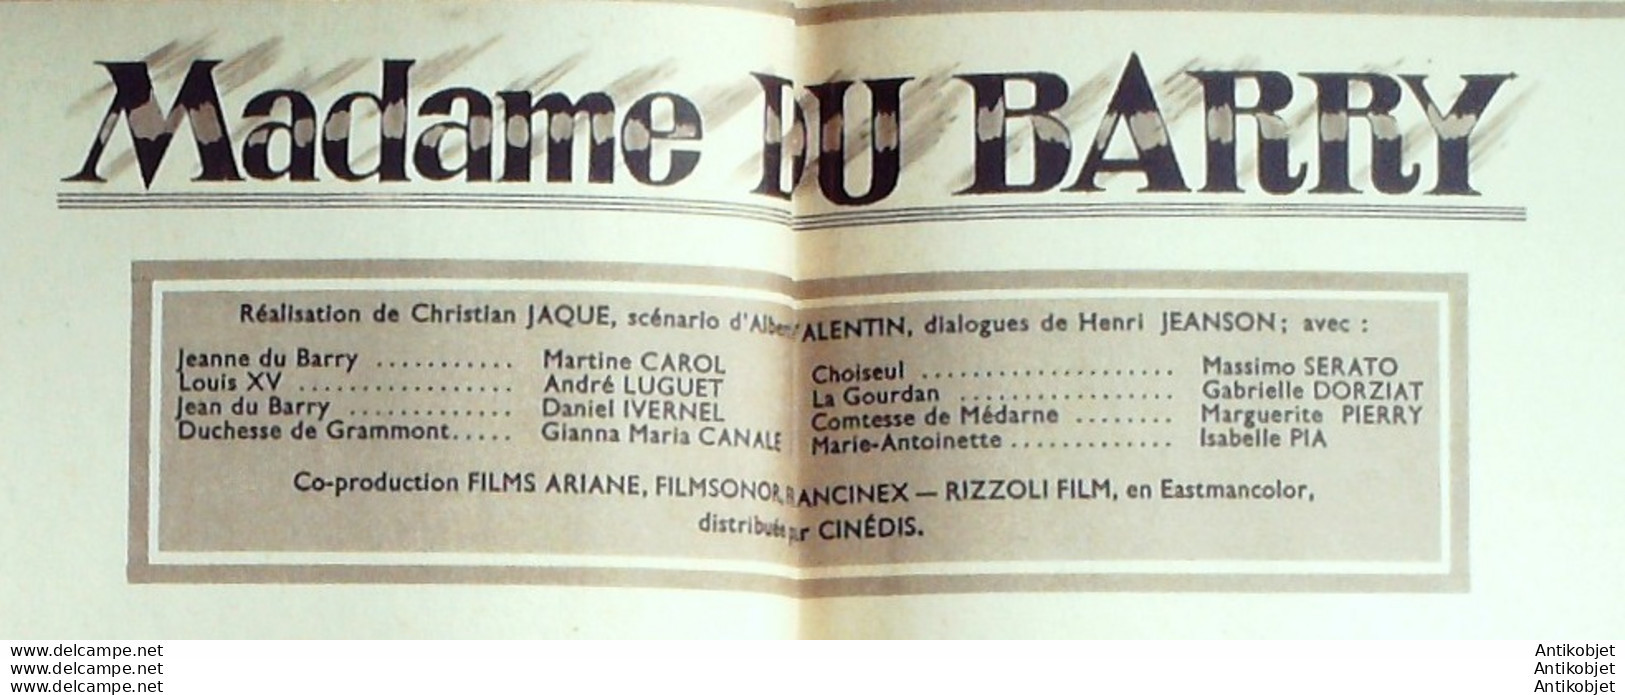 Madame DU BARRY
Réalisation de Christian JAQUE, scénario d'Albert VALENTIN, dialogues de Henri JEANSON; avec :
Jeanne du Barry ........... Martine CAROL
Louis XV ................. André LUGUET
Jean du Barry ............. Daniel IVERNEL
Duchesse de Grammont..... Gianna Maria CANALE
Choiseul .................... Massimo SERATO
La Gourdan ................. Gabrielle DORZIAT
Comtesse de Médarne ........ Marguerite PIERRY
Marie-Antoinette ............. Isabelle PIA
Co-production FILMS ARIANE, FILMSONOR, FRANCINEX — RIZZOLI FILM, en Eastmancolor,
distribuée par CINÉDIS.
www.delcampe.net Antikobjet
www.delcampe.net Antikobjet
www.delcampe.net Antikobjet